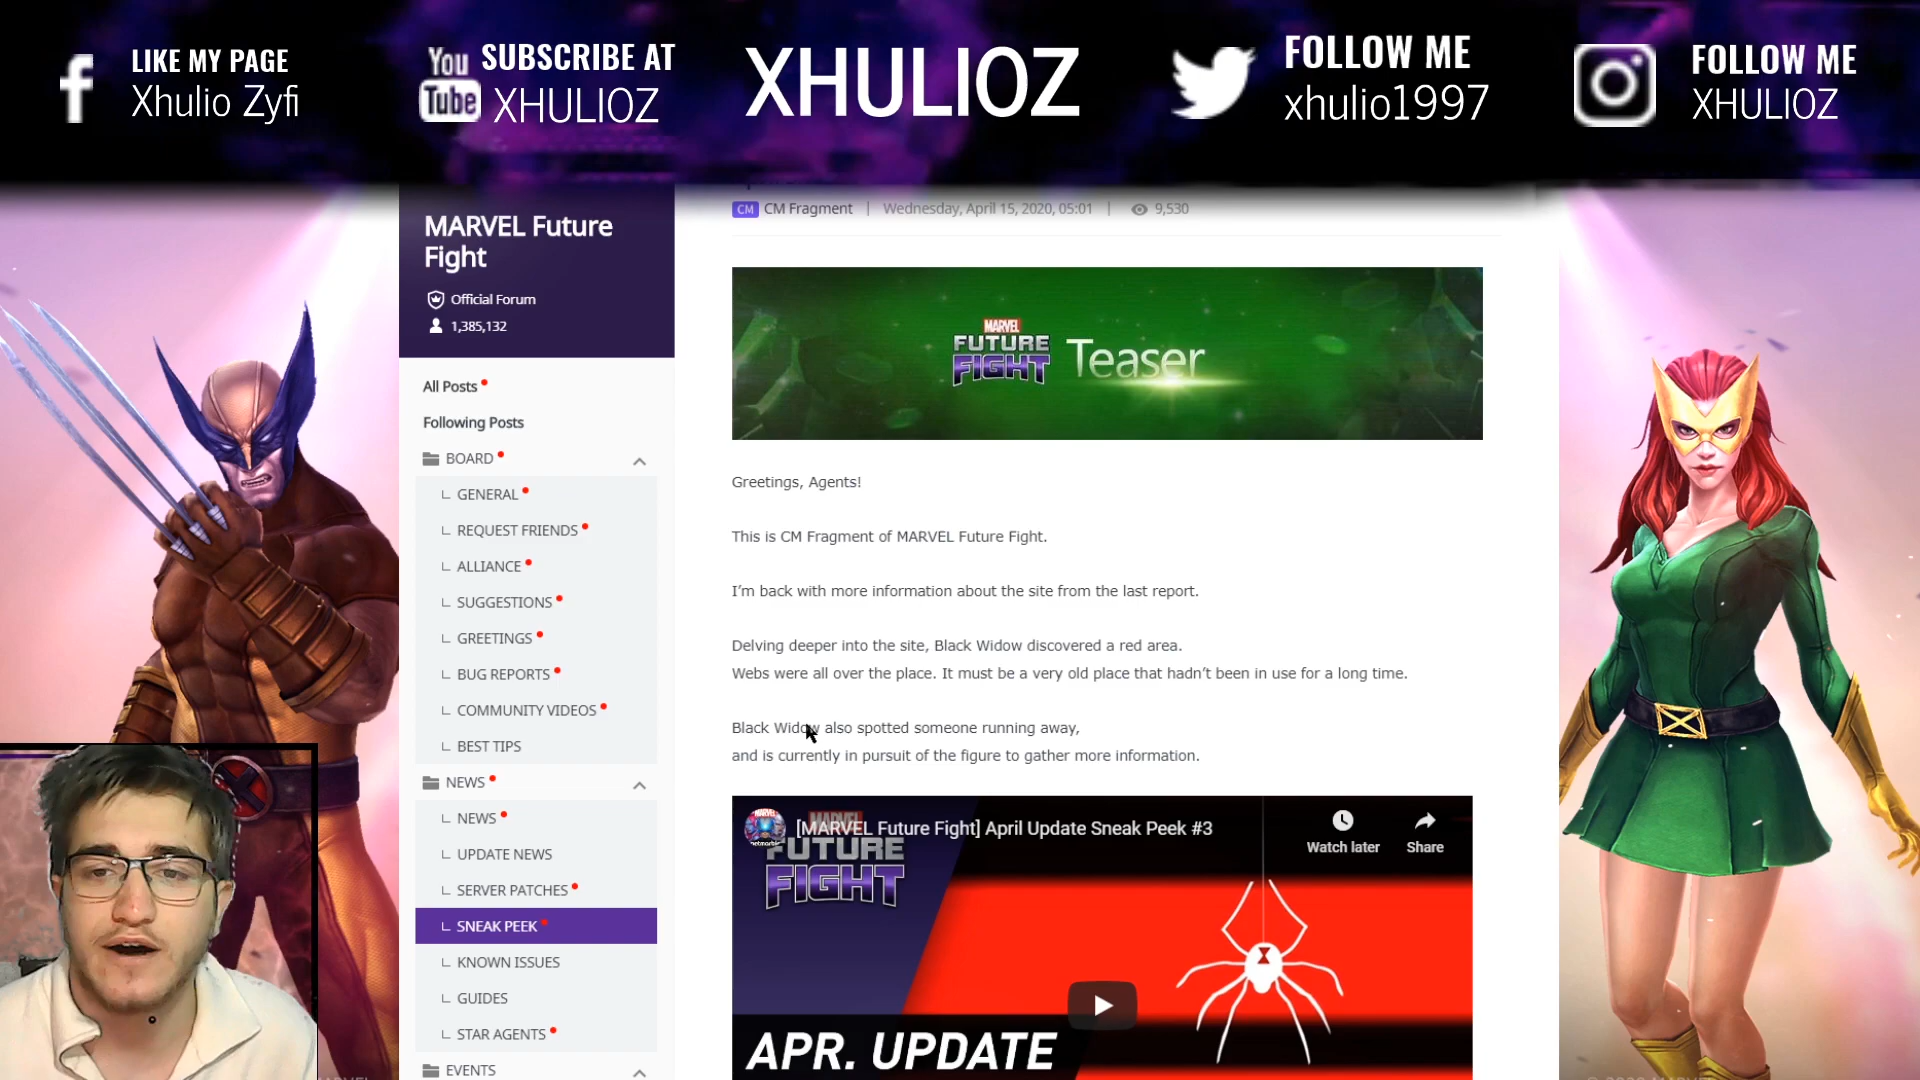 LIKE MY PAGE
Xhulio Zyfi
You
Tube
SUBSCRIBE AT
XHULIOZ
XHULIOZ
FOLLOW ME
xhulio1997
FOLLOW ME
XHULIOZ
MARVEL Future
Fight
Official Forum
1,385,132
All Posts
Following Posts
BOARD
GENERAL
REQUEST FRIENDS
ALLIANCE
SUGGESTIONS
GREETINGS
BUG REPORTS
COMMUNITY VIDEOS
BEST TIPS
NEWS
NEWS
UPDATE NEWS
SERVER PATCHES
SNEAK PEEK
KNOWN ISSUES
GUIDES
STAR AGENTS
EVENTS
CM CM Fragment | Wednesday, April 15, 2020, 05:01 | 9,530
MARVEL
FUTURE
FIGHT
Teaser
Greetings, Agents!
This is CM Fragment of MARVEL Future Fight.
I'm back with more information about the site from the last report.
Delving deeper into the site, Black Widow discovered a red area.
Webs were all over the place. It must be a very old place that hadn't been in use for a long time.
Black Widow also spotted someone running away,
and is currently in pursuit of the figure to gather more information.
[MARVEL Future Fight] April Update Sneak Peek #3
Watch later
Share
MARVEL
FUTURE
FIGHT
APR. UPDATE